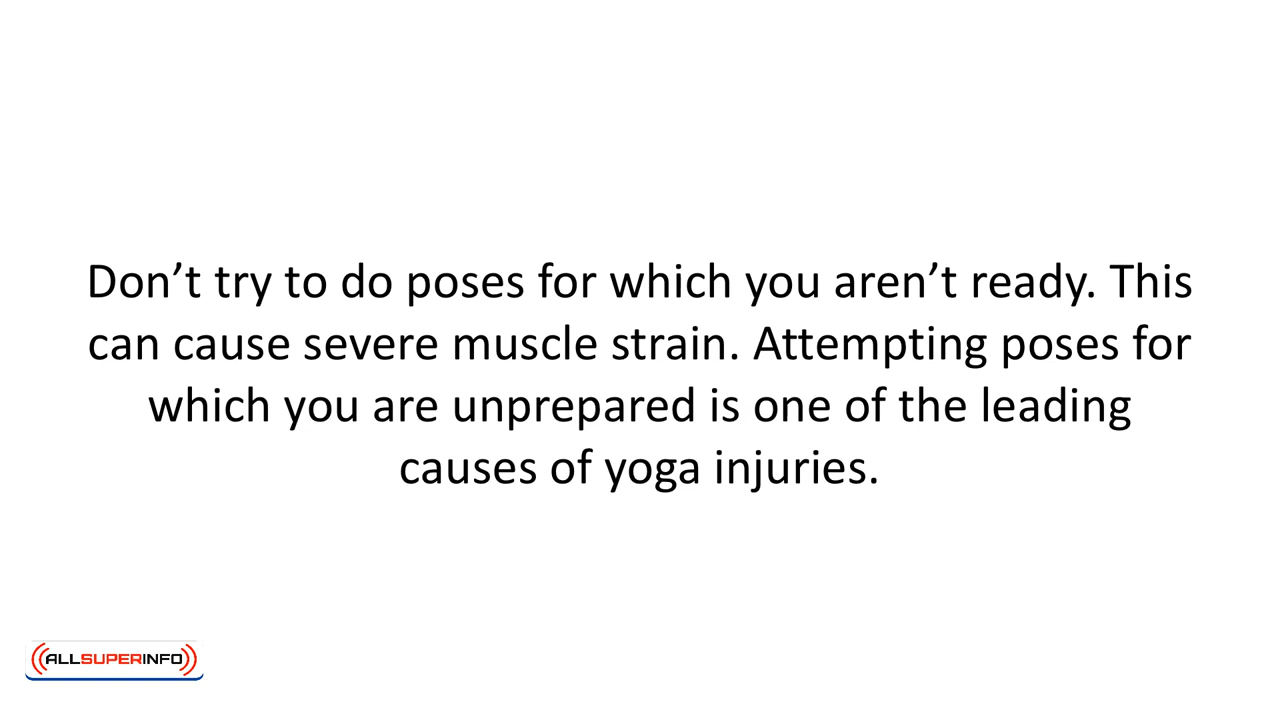 Don’t try to do poses for which you aren’t ready. This
can cause severe muscle strain. Attempting poses for
which you are unprepared is one of the leading
causes of yoga injuries.
ALLSUPERINFO